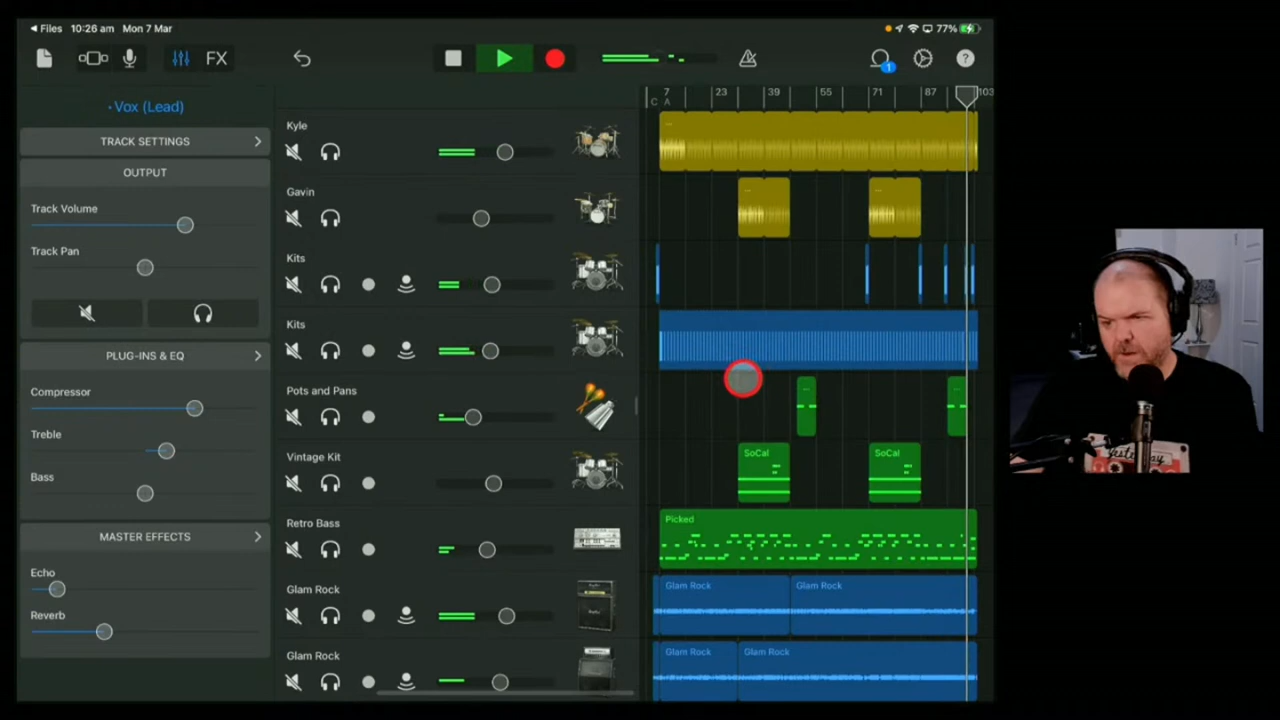 Files 10:26 am Mon 7 Mar
77%
FX
1
?
Vox (Lead)
TRACK SETTINGS
OUTPUT
Track Volume
Track Pan
PLUG-INS & EQ
Compressor
Treble
Bass
MASTER EFFECTS
Echo
Reverb
C A
7 23 39 55 71 87 103
Kyle
Gavin
Kits
Kits
Pots and Pans
Vintage Kit
SoCal SoCal
Retro Bass
Picked
Glam Rock
Glam Rock Glam Rock
Glam Rock
Glam Rock Glam Rock
Yesterday